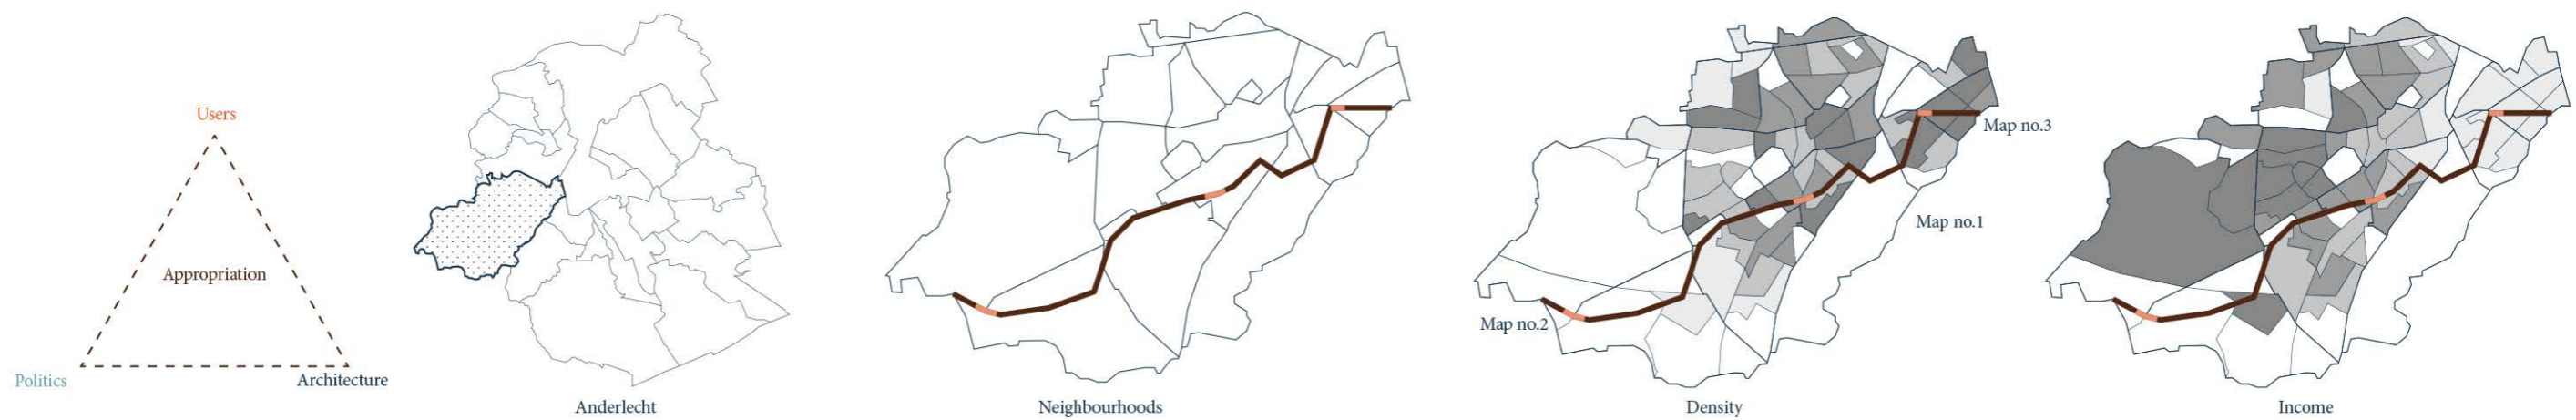 Users
Appropriation
Politics
Architecture
Anderlecht
Neighbourhoods
Map no.3
Map no.1
Map no.2
Density
Income